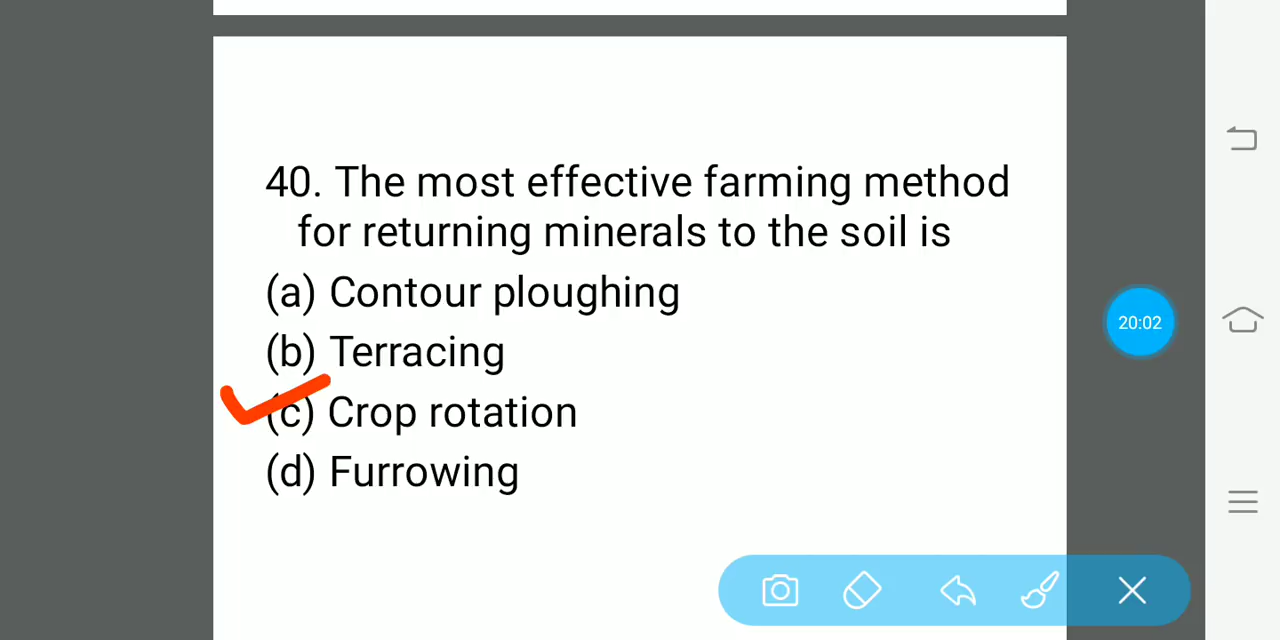 40. The most effective farming method
for returning minerals to the soil is
(a) Contour ploughing
(b) Terracing
(c) Crop rotation
(d) Furrowing
20:02